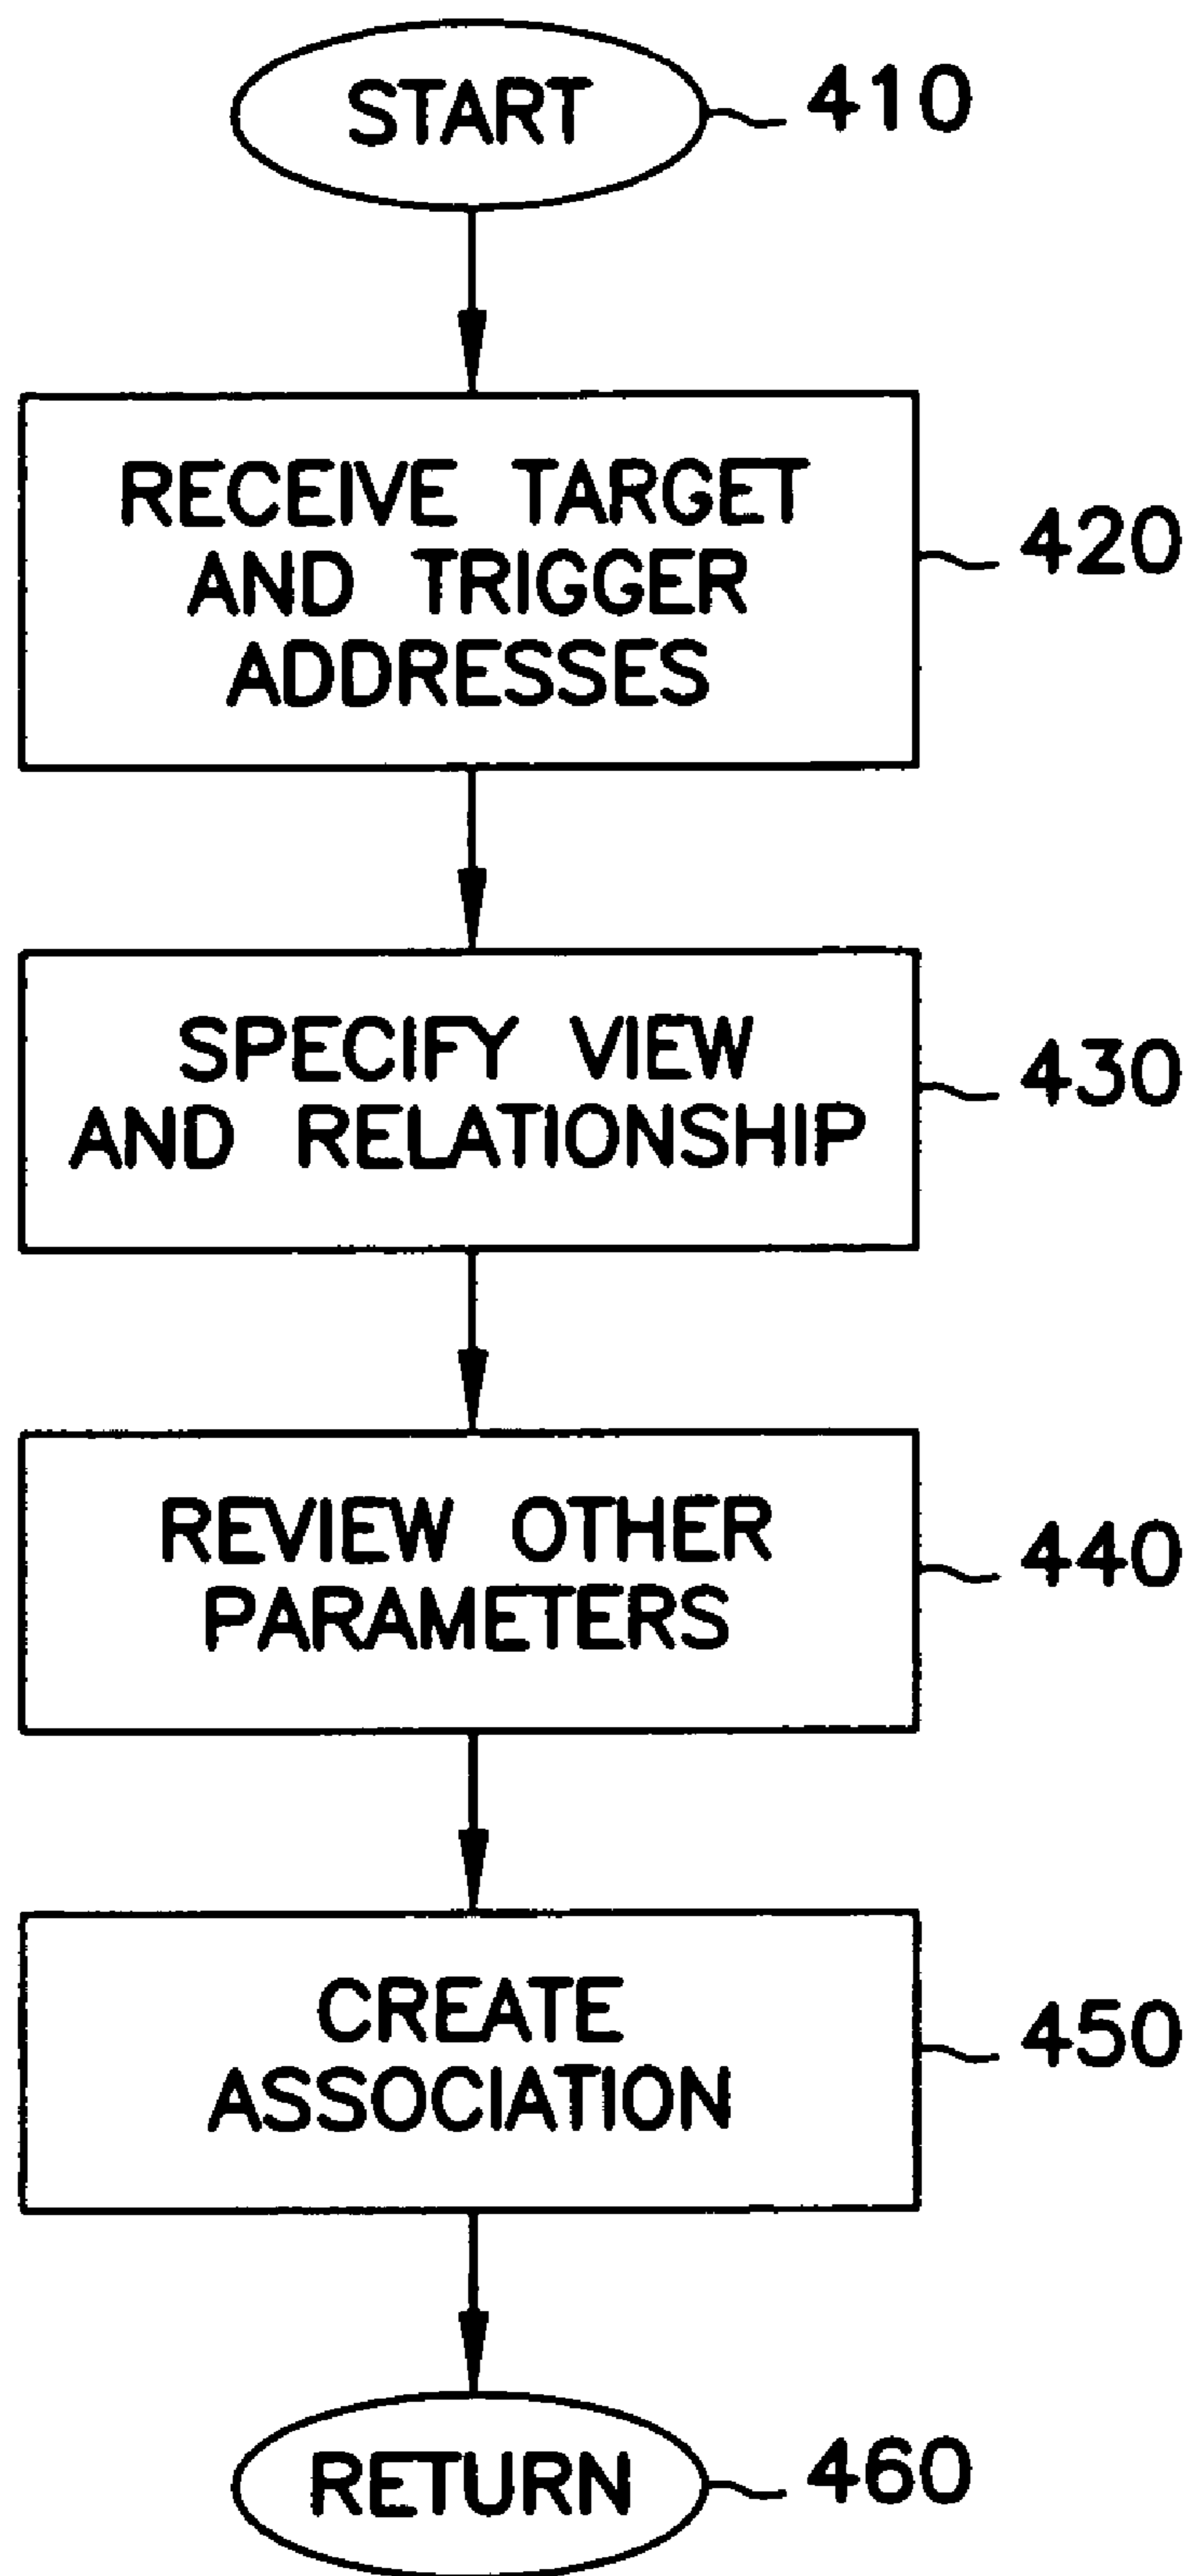 START
410
RECEIVE TARGET
AND TRIGGER
ADDRESSES
420
SPECIFY VIEW
AND RELATIONSHIP
430
REVIEW OTHER
PARAMETERS
440
CREATE
ASSOCIATION
450
RETURN
460